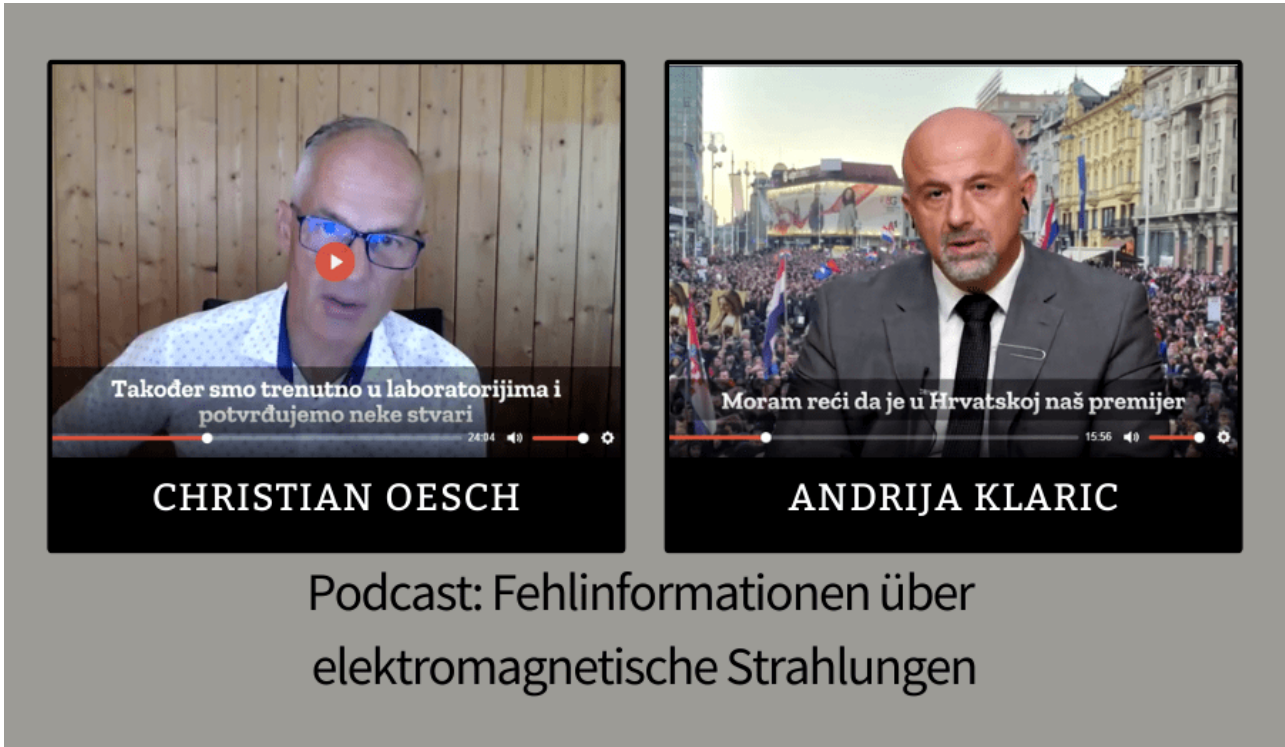 Također smo trenutno u laboratorijima i
potvrđujemo neke stvari
24:04
CHRISTIAN OESCH
Moram reći da je u Hrvatskoj naš premijer
15:56
ANDRIJA KLARIC
Podcast: Fehlinformationen über
elektromagnetische Strahlungen